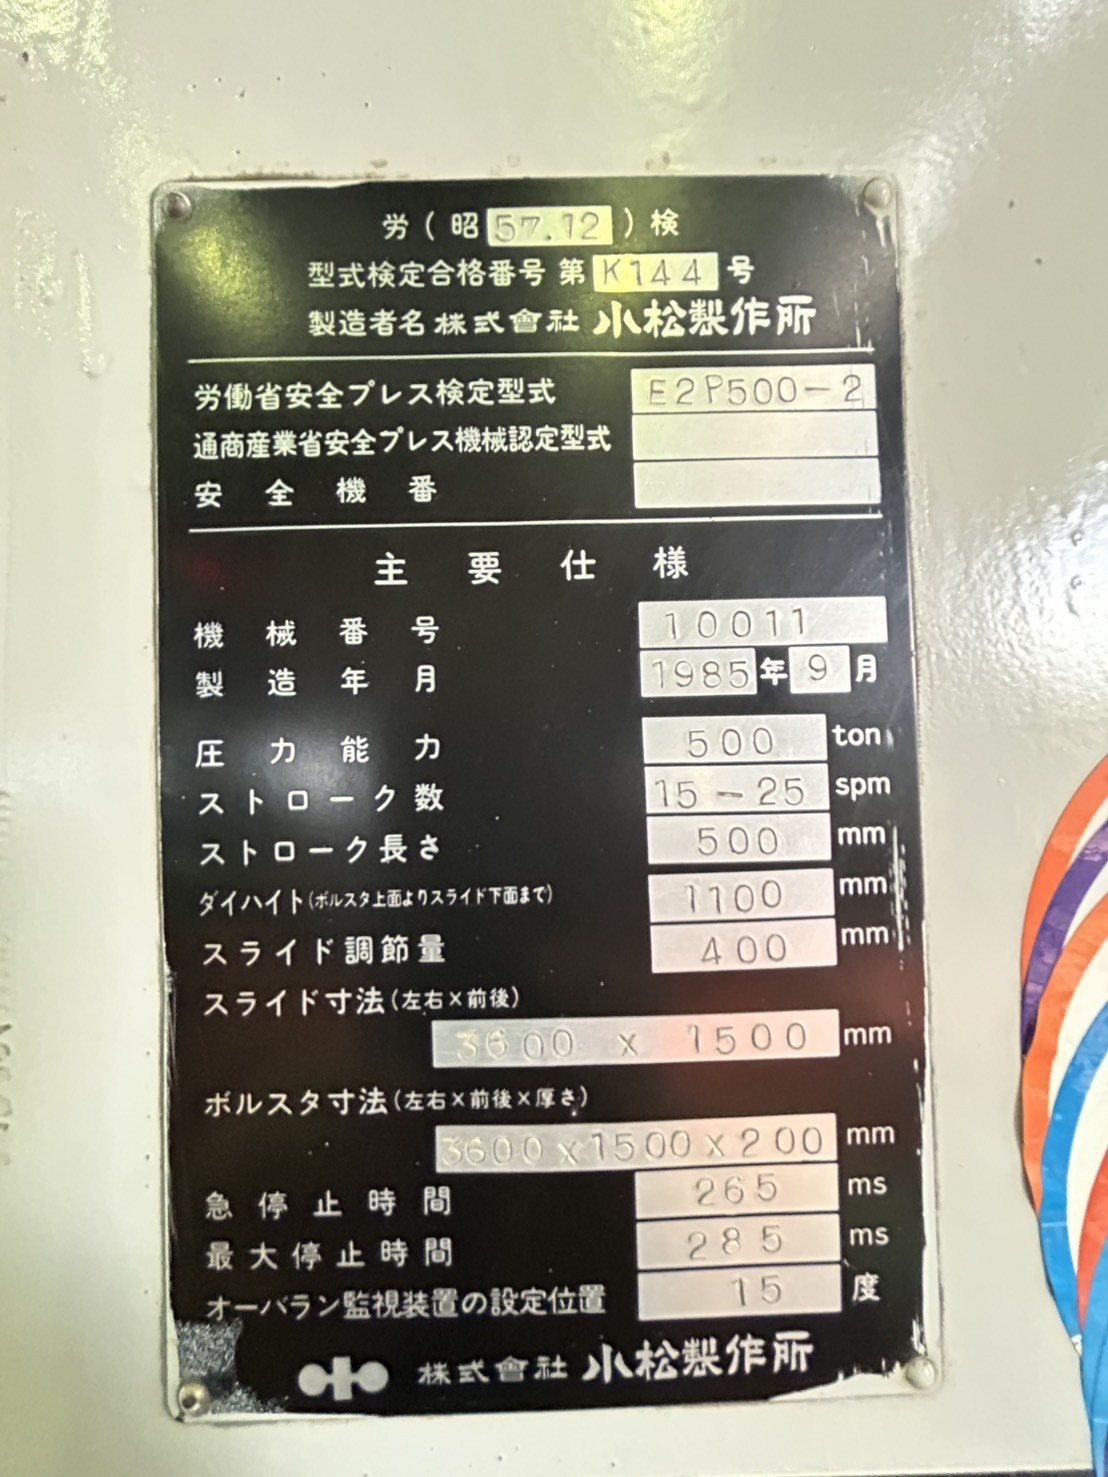 労(昭57.12)検
型式検定合格番号 第K144号
製造者名 株式會社 小松製作所
労働省安全プレス検定型式 E2P500-2
通商産業省安全プレス機械認定型式
安全機番
主要仕様
機械番号 10011
製造年月 1985年9月
圧力能力 500 ton
ストローク数 15-25 spm
ストローク長さ 500 mm
ダイハイト(ボルスタ上面よりスライド下面まで) 1100 mm
スライド調節量 400 mm
スライド寸法(左右×前後)
3600 x 1500 mm
ボルスタ寸法(左右×前後×厚さ)
3600x1500x200 mm
急停止時間 265 ms
最大停止時間 285 ms
オーバラン監視装置の設定位置 15 度
株式會社 小松製作所